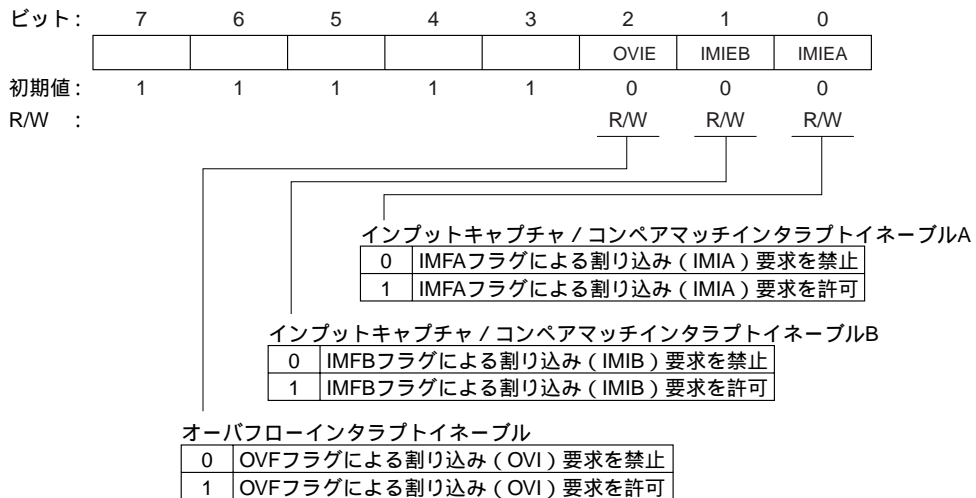 ビット： 7 6 5 4 3 2 1 0
OVIE IMIEB IMIEA
初期値： 1 1 1 1 1 0 0 0
R/W ： R/W R/W R/W
インプットキャプチャ／コンペアマッチインタラプトイネーブルA
0 IMFAフラグによる割り込み（IMIA）要求を禁止
1 IMFAフラグによる割り込み（IMIA）要求を許可
インプットキャプチャ／コンペアマッチインタラプトイネーブルB
0 IMFBフラグによる割り込み（IMIB）要求を禁止
1 IMFBフラグによる割り込み（IMIB）要求を許可
オーバフローインタラプトイネーブル
0 OVFフラグによる割り込み（OVI）要求を禁止
1 OVFフラグによる割り込み（OVI）要求を許可